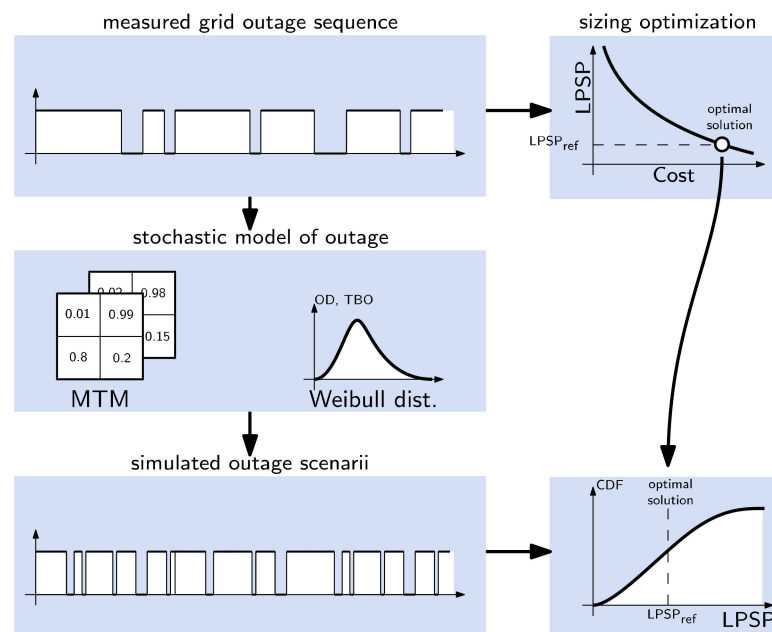 measured grid outage sequence
sizing optimization
LPSP
optimal
solution
LPSPref
Cost
stochastic model of outage
0.98
0.01
0.99
0.15
0.8
0.2
MTM
OD, TBO
Weibull dist.
simulated outage scenarii
CDF
optimal
solution
LPSPref
LPSP